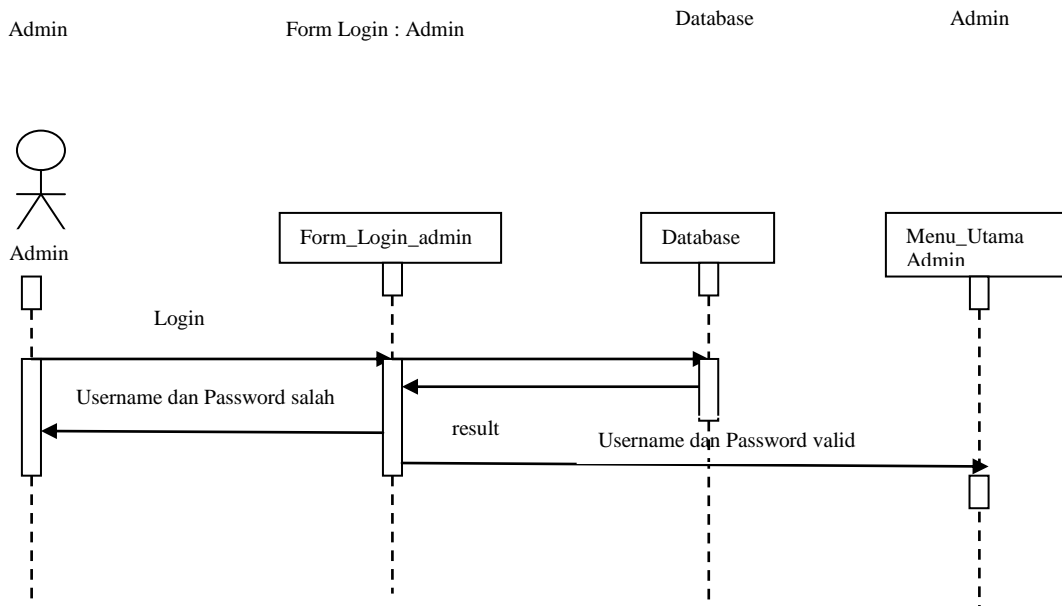 Admin
Form Login : Admin
Database
Admin
Admin
Form_Login_admin
Database
Menu_Utama
Admin
Login
Username dan Password salah
result
Username dan Password valid